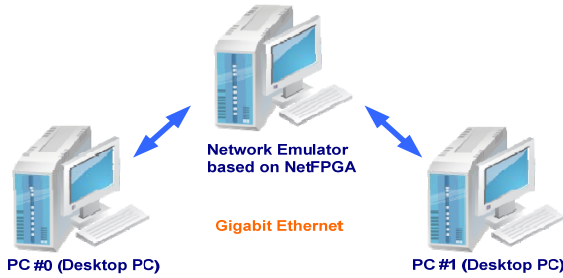 Network Emulator
based on NetFPGA
Gigabit Ethernet
PC #0 (Desktop PC)
PC #1 (Desktop PC)